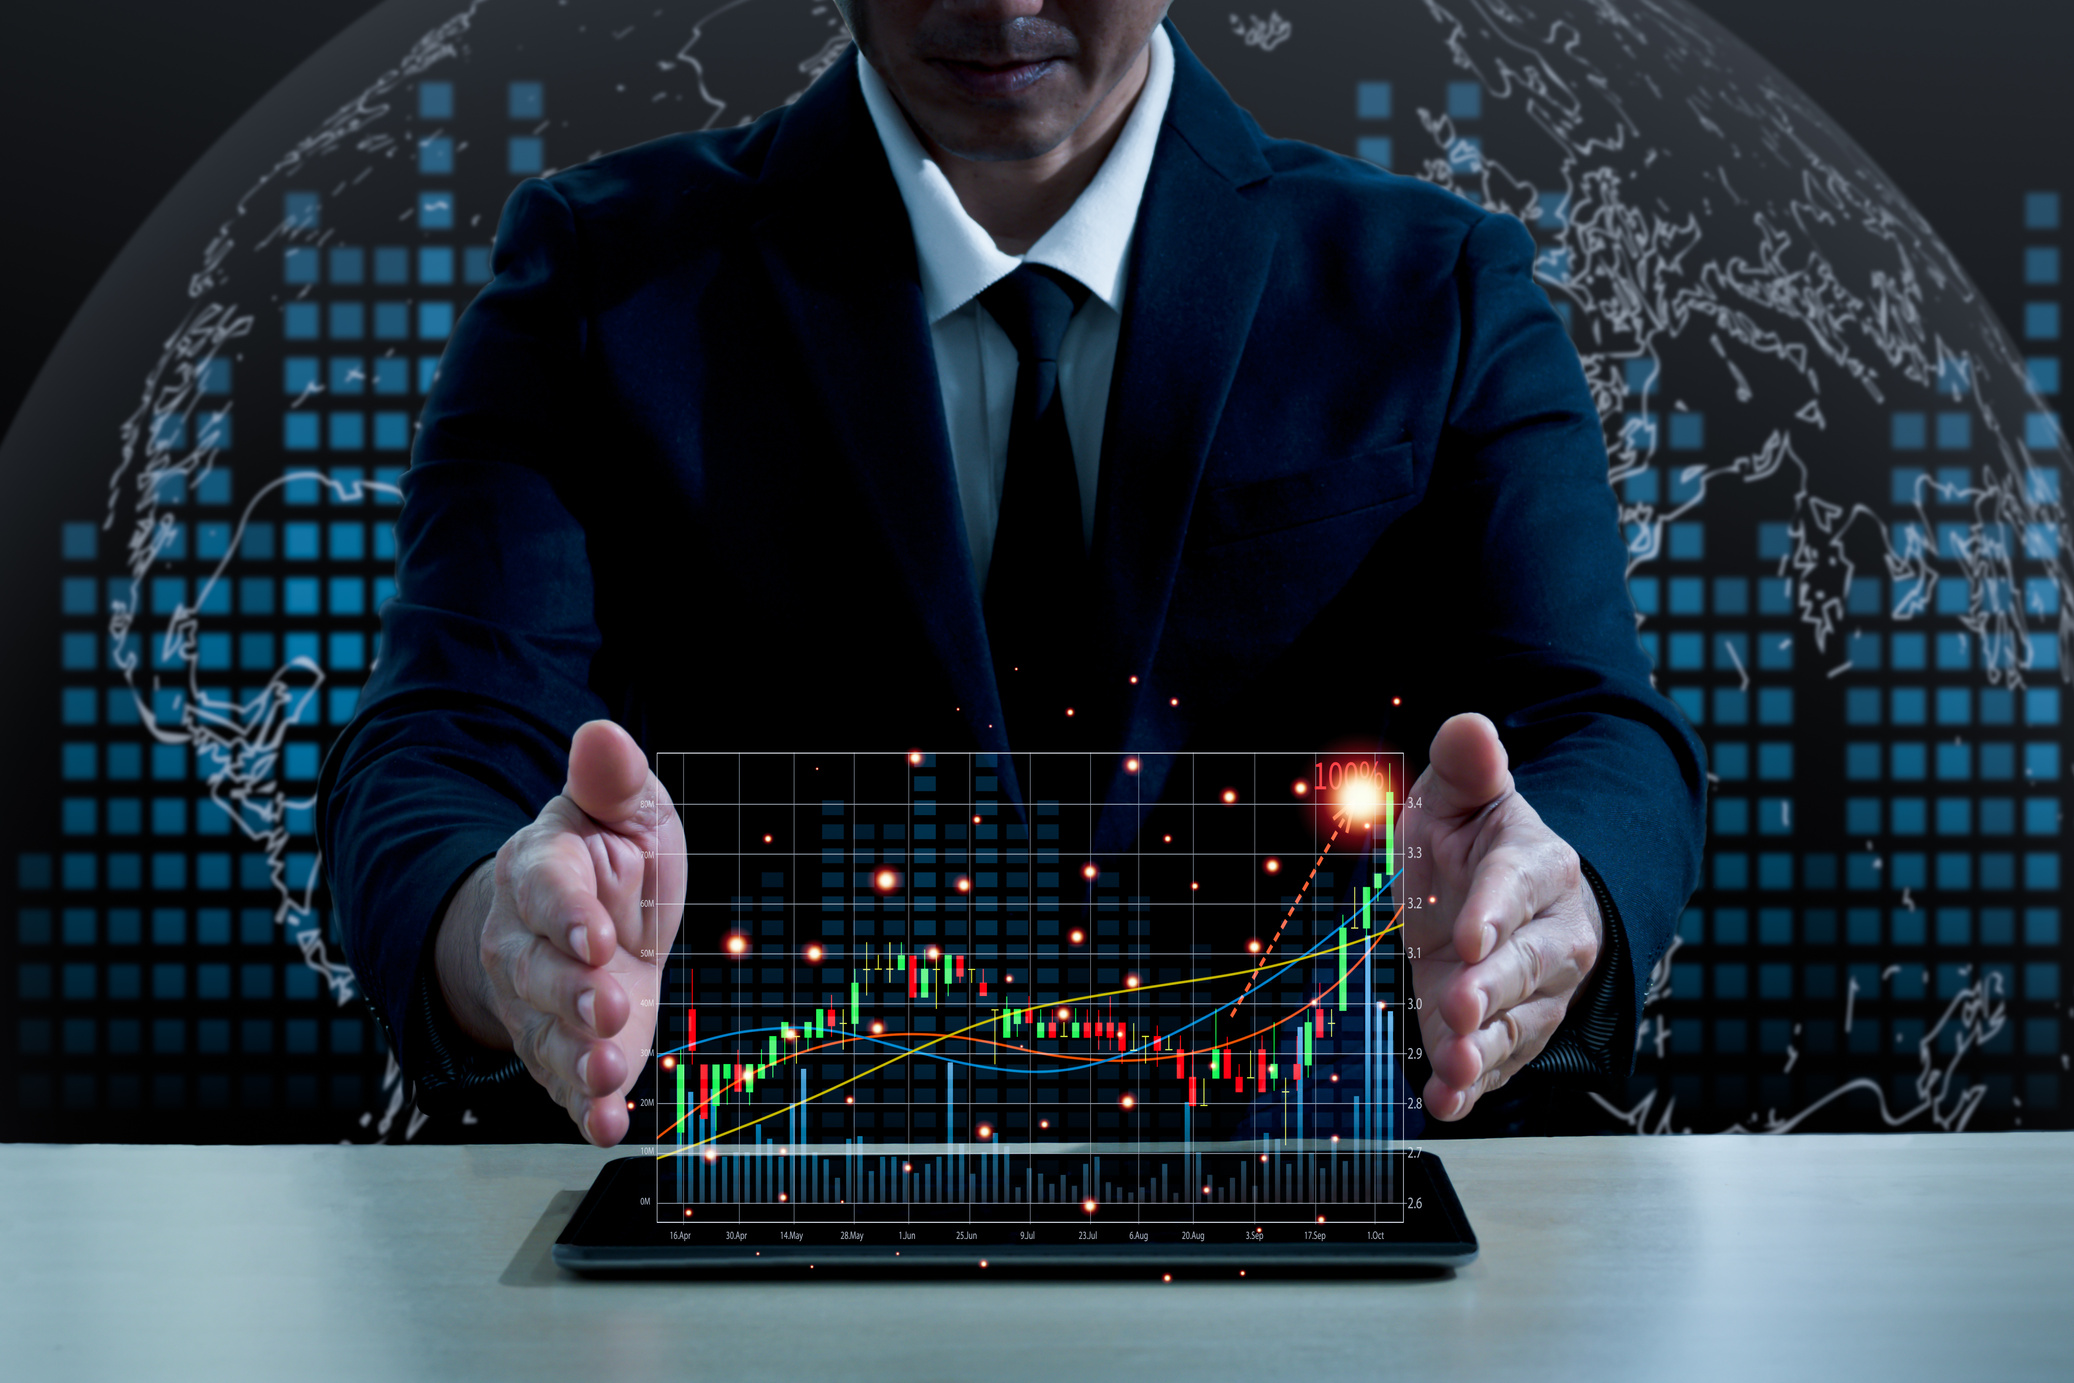 100%
80M
3.4
70M
3.3
60M
3.2
50M
3.1
40M
3.0
30M
2.9
20M
2.8
10M
2.7
0M
2.6
16.Apr 30.Apr 14.May 28.May 1.Jun 25.Jun 9.Jul 23.Jul 6.Aug 20.Aug 3.Sep 17.Sep 1.Oct